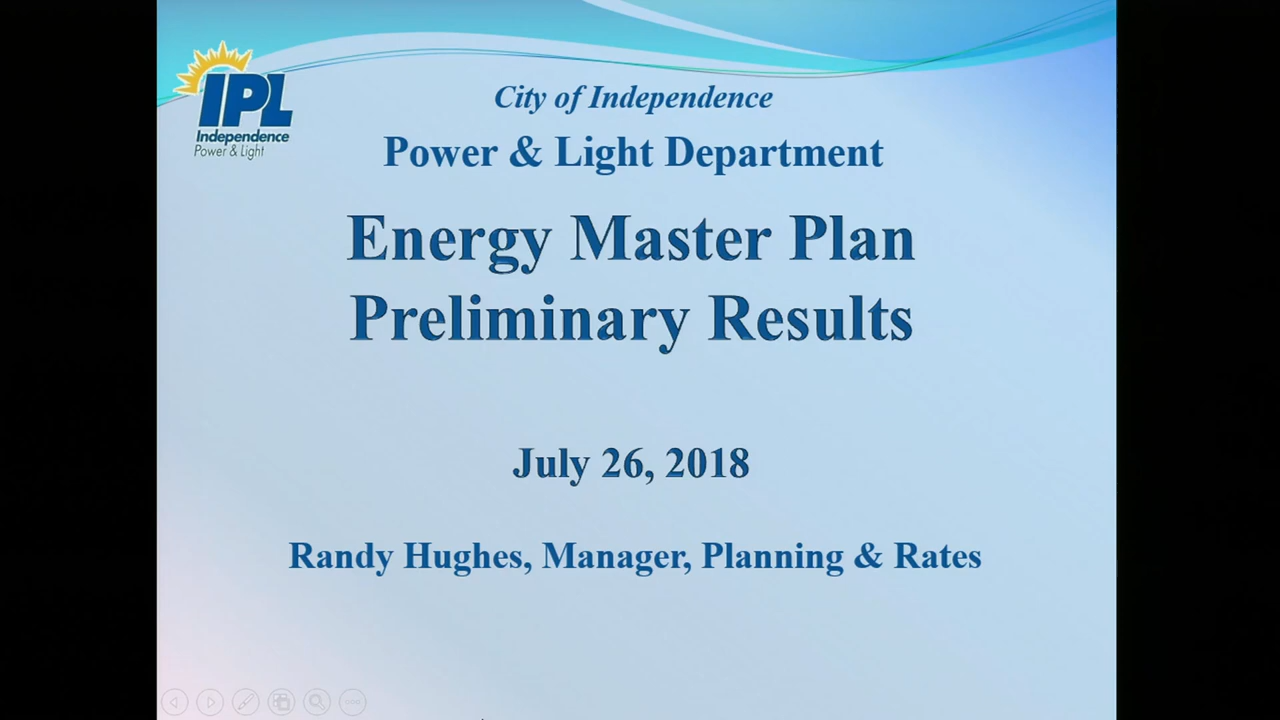 IPL
Independence
Power & Light
City of Independence
Power & Light Department
Energy Master Plan
Preliminary Results
July 26, 2018
Randy Hughes, Manager, Planning & Rates